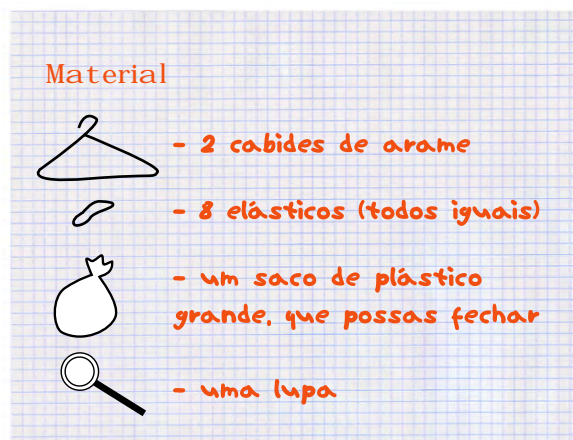 Material
- 2 cabides de arame
- 8 elásticos (todos iguais)
- um saco de plástico
grande, que possas fechar
- uma lupa